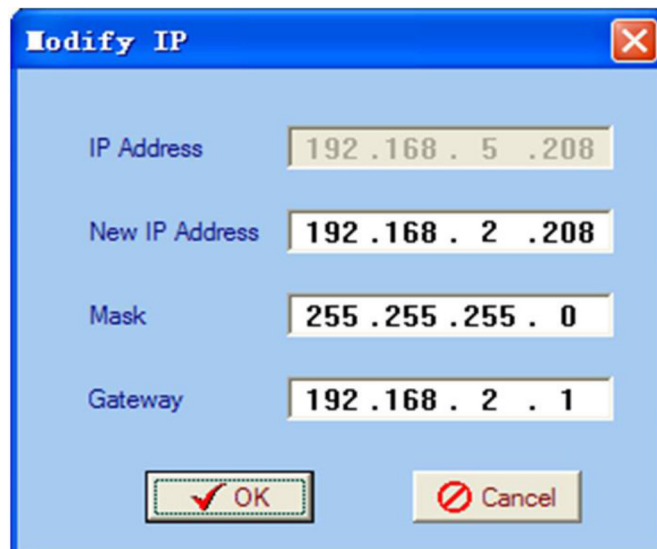 Modify IP
IP Address 192 .168 . 5 .208
New IP Address 192 .168 . 2 .208
Mask 255 .255 .255 . 0
Gateway 192 .168 . 2 . 1
OK Cancel